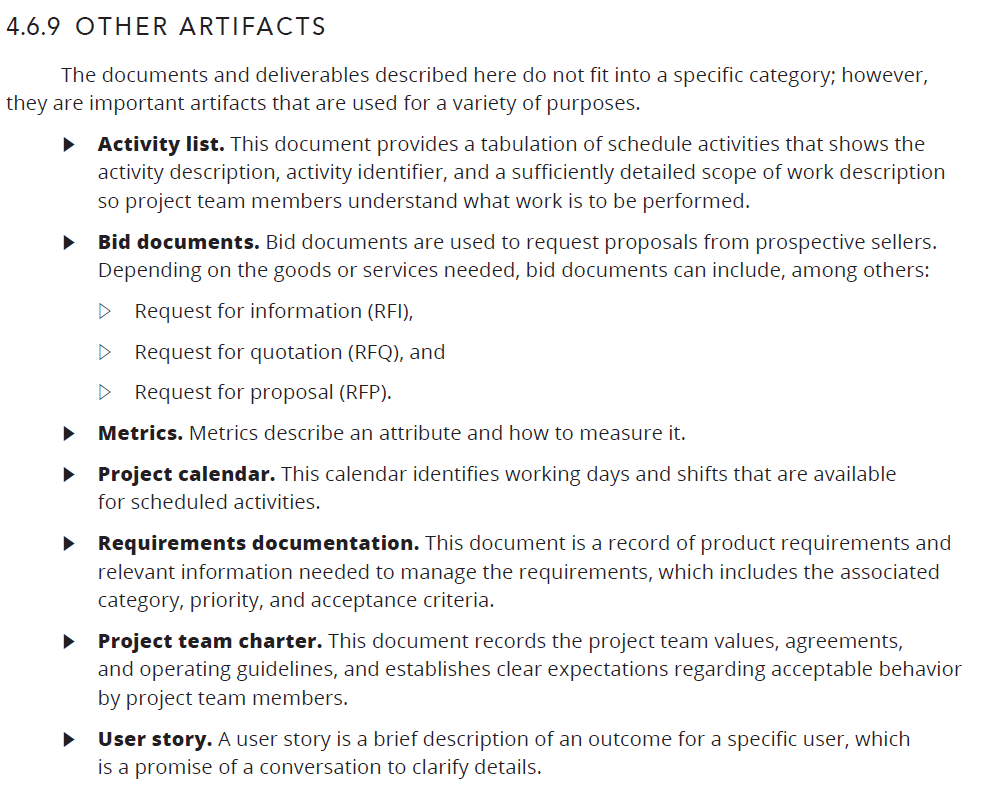 4.6.9 OTHER ARTIFACTS
The documents and deliverables described here do not fit into a specific category; however,
they are important artifacts that are used for a variety of purposes.
▶ Activity list. This document provides a tabulation of schedule activities that shows the
activity description, activity identifier, and a sufficiently detailed scope of work description
so project team members understand what work is to be performed.
▶ Bid documents. Bid documents are used to request proposals from prospective sellers.
Depending on the goods or services needed, bid documents can include, among others:
▷ Request for information (RFI),
▷ Request for quotation (RFQ), and
▷ Request for proposal (RFP).
▶ Metrics. Metrics describe an attribute and how to measure it.
▶ Project calendar. This calendar identifies working days and shifts that are available
for scheduled activities.
▶ Requirements documentation. This document is a record of product requirements and
relevant information needed to manage the requirements, which includes the associated
category, priority, and acceptance criteria.
▶ Project team charter. This document records the project team values, agreements,
and operating guidelines, and establishes clear expectations regarding acceptable behavior
by project team members.
▶ User story. A user story is a brief description of an outcome for a specific user, which
is a promise of a conversation to clarify details.